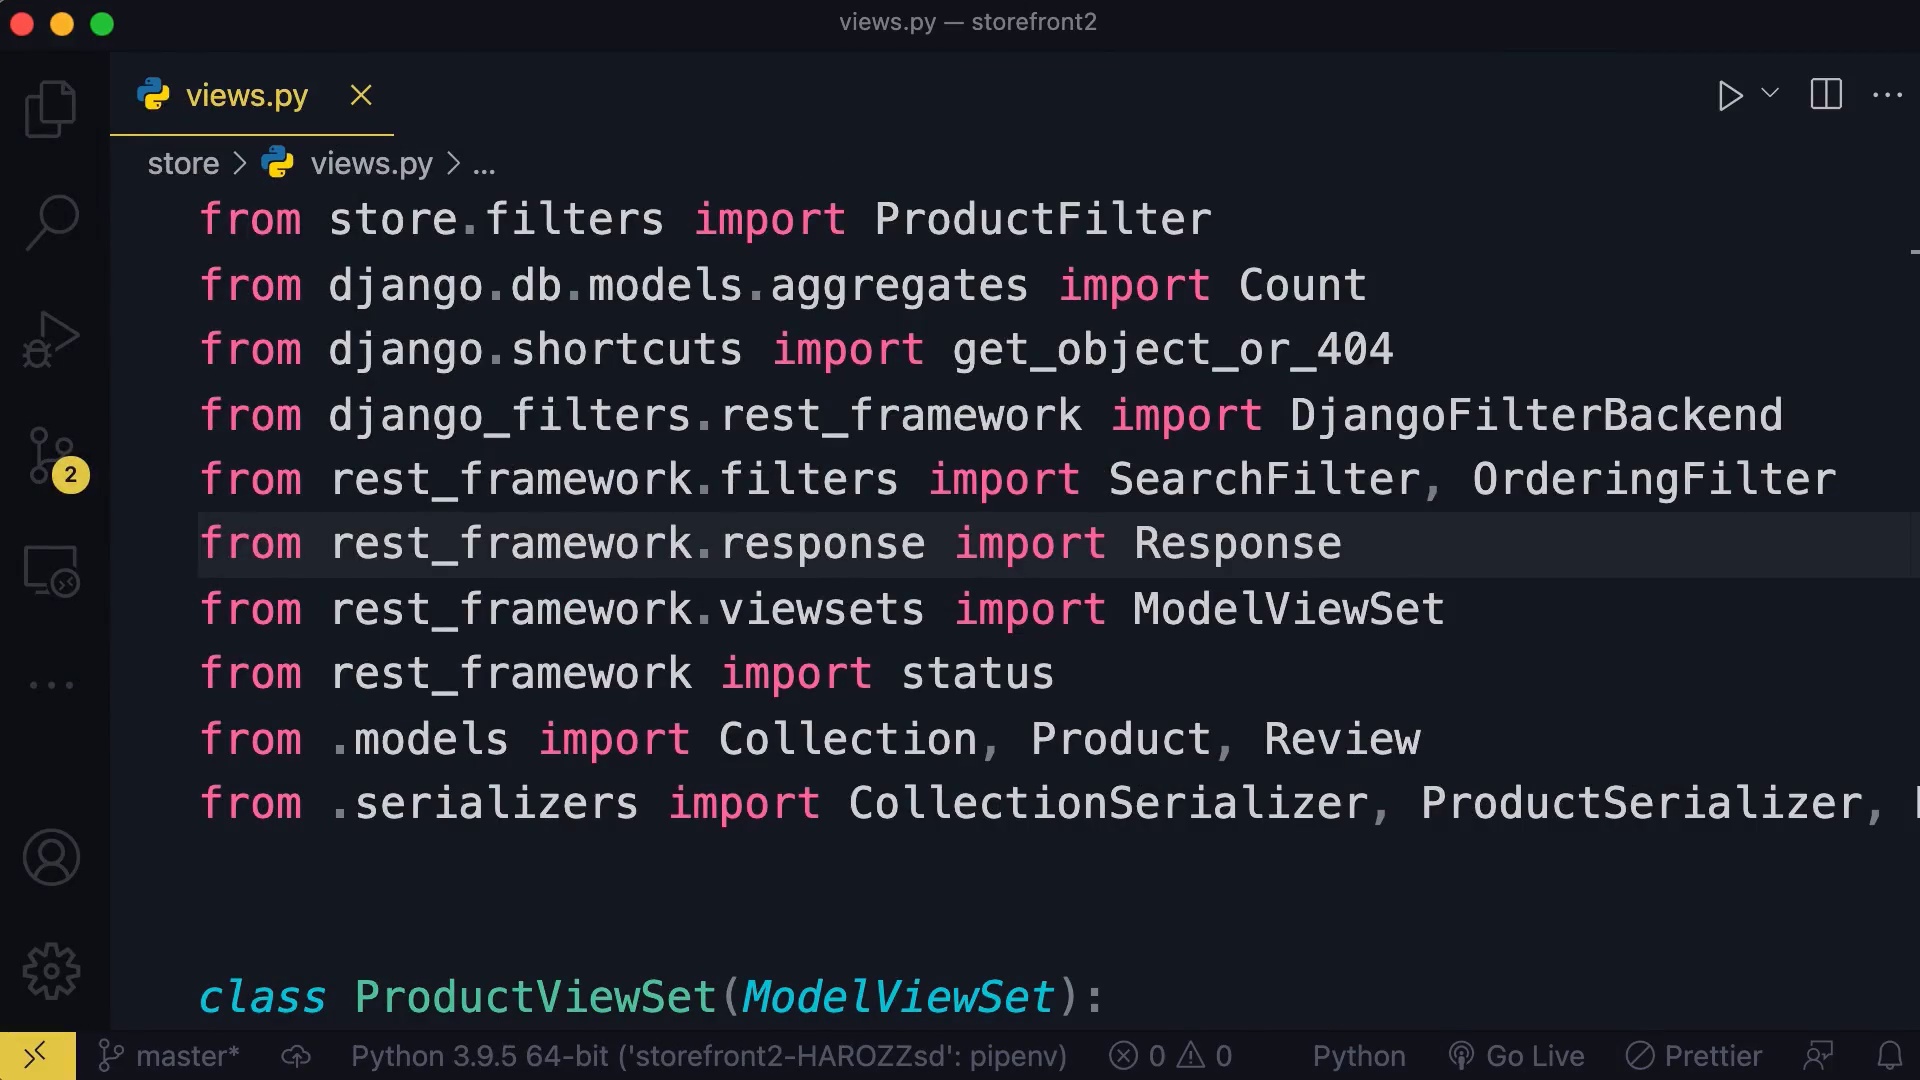 views.py — storefront2
views.py
store > views.py > ...
from store.filters import ProductFilter
from django.db.models.aggregates import Count
from django.shortcuts import get_object_or_404
from django_filters.rest_framework import DjangoFilterBackend
from rest_framework.filters import SearchFilter, OrderingFilter
from rest_framework.response import Response
from rest_framework.viewsets import ModelViewSet
from rest_framework import status
from .models import Collection, Product, Review
from .serializers import CollectionSerializer, ProductSerializer,
class ProductViewSet(ModelViewSet):
2
master* Python 3.9.5 64-bit ('storefront2-HAROZZsd': pipenv) 0 0 Python Go Live Prettier